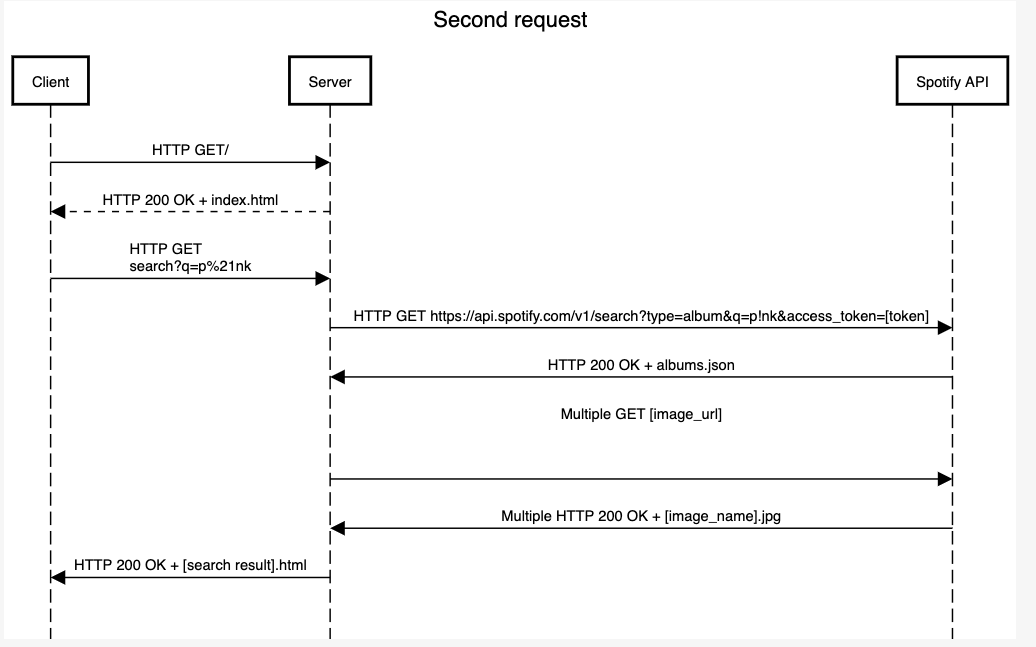 Second request
Client
Server
Spotify API
HTTP GET/
HTTP 200 OK + index.html
HTTP GET
search?q=p%21nk
HTTP GET https://api.spotify.com/v1/search?type=album&q=p!nk&access_token=[token]
HTTP 200 OK + albums.json
Multiple GET [image_url]
Multiple HTTP 200 OK + [image_name].jpg
HTTP 200 OK + [search result].html